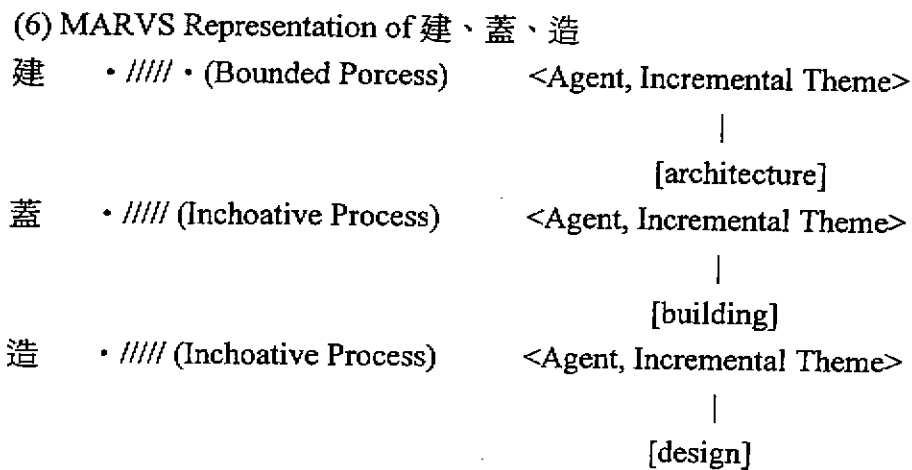 (6) MARVS Representation of 建、蓋、造
建 • ///// • (Bounded Porcess) <Agent, Incremental Theme>
|
[architecture]
蓋 • ///// (Inchoative Process) <Agent, Incremental Theme>
|
[building]
造 • ///// (Inchoative Process) <Agent, Incremental Theme>
|
[design]